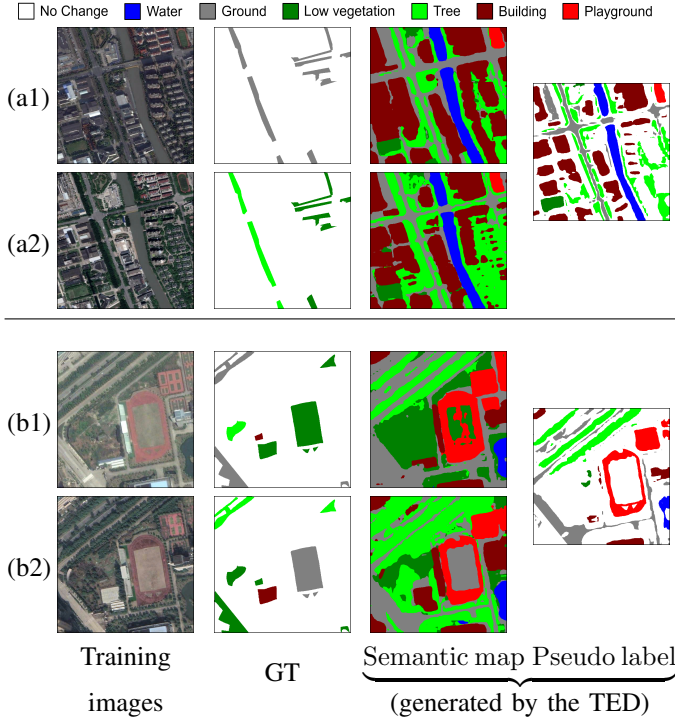 No Change Water Ground Low vegetation Tree Building Playground
(a1)
(a2)
(b1)
(b2)
Training images
GT
Semantic map Pseudo label
(generated by the TED)